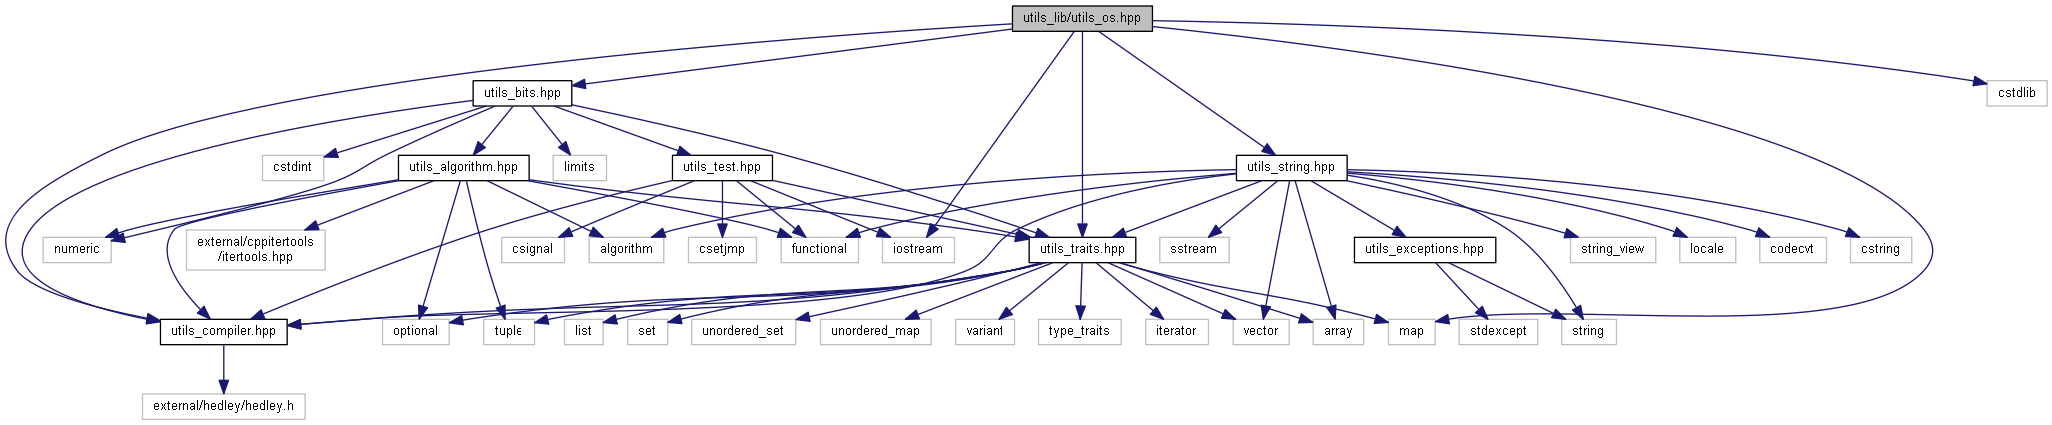 utils_lib/utils_os.hpp
utils_bits.hpp
cstdlib
cstdint
utils_algorithm.hpp
limits
utils_test.hpp
utils_string.hpp
numeric
external/cppitertools
/itertools.hpp
csignal
algorithm
csetjmp
functional
iostream
utils_traits.hpp
sstream
utils_exceptions.hpp
string_view
locale
codecvt
cstring
utils_compiler.hpp
optional
tuple
list
set
unordered_set
unordered_map
variant
type_traits
iterator
vector
array
map
stdexcept
string
external/hedley/hedley.h